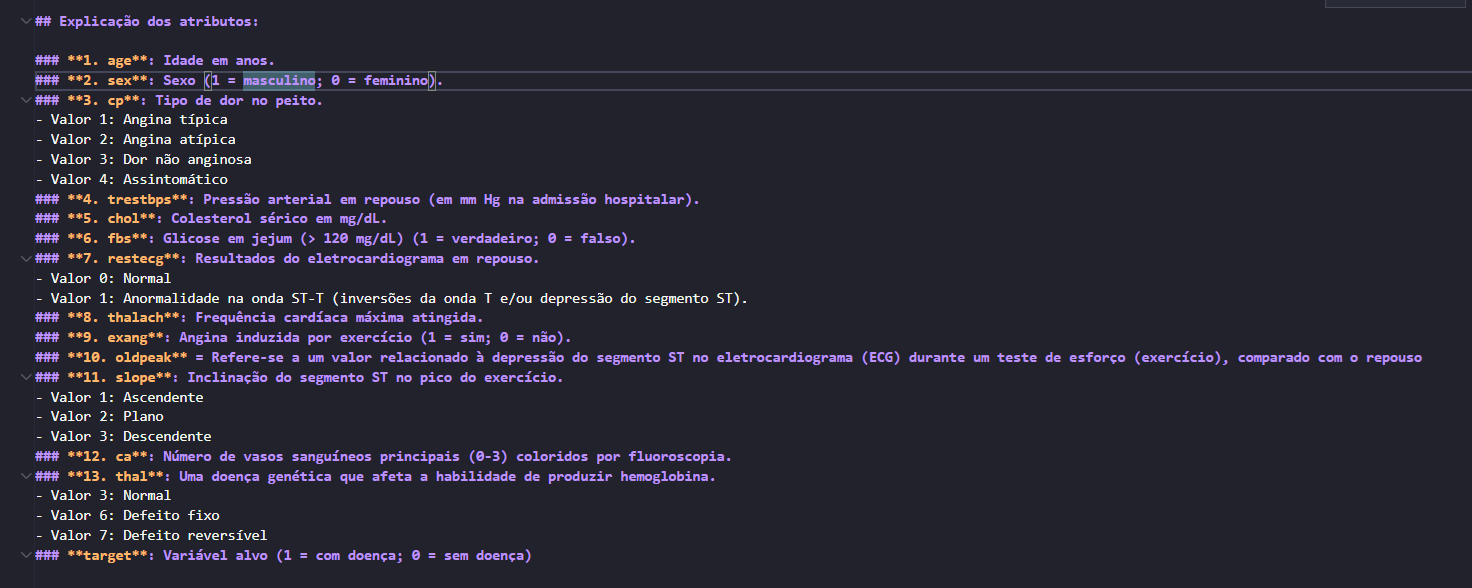 ## Explicação dos atributos:
### **1. age**: Idade em anos.
### **2. sex**: Sexo (1 = masculino; 0 = feminino).
### **3. cp**: Tipo de dor no peito.
- Valor 1: Angina típica
- Valor 2: Angina atípica
- Valor 3: Dor não anginosa
- Valor 4: Assintomático
### **4. trestbps**: Pressão arterial em repouso (em mm Hg na admissão hospitalar).
### **5. chol**: Colesterol sérico em mg/dL.
### **6. fbs**: Glicose em jejum (> 120 mg/dL) (1 = verdadeiro; 0 = falso).
### **7. restecg**: Resultados do eletrocardiograma em repouso.
- Valor 0: Normal
- Valor 1: Anormalidade na onda ST-T (inversões da onda T e/ou depressão do segmento ST).
### **8. thalach**: Frequência cardíaca máxima atingida.
### **9. exang**: Angina induzida por exercício (1 = sim; 0 = não).
### **10. oldpeak** = Refere-se a um valor relacionado à depressão do segmento ST no eletrocardiograma (ECG) durante um teste de esforço (exercício), comparado com o repouso
### **11. slope**: Inclinação do segmento ST no pico do exercício.
- Valor 1: Ascendente
- Valor 2: Plano
- Valor 3: Descendente
### **12. ca**: Número de vasos sanguíneos principais (0-3) coloridos por fluoroscopia.
### **13. thal**: Uma doença genética que afeta a habilidade de produzir hemoglobina.
- Valor 3: Normal
- Valor 6: Defeito fixo
- Valor 7: Defeito reversível
### **target**: Variável alvo (1 = com doença; 0 = sem doença)